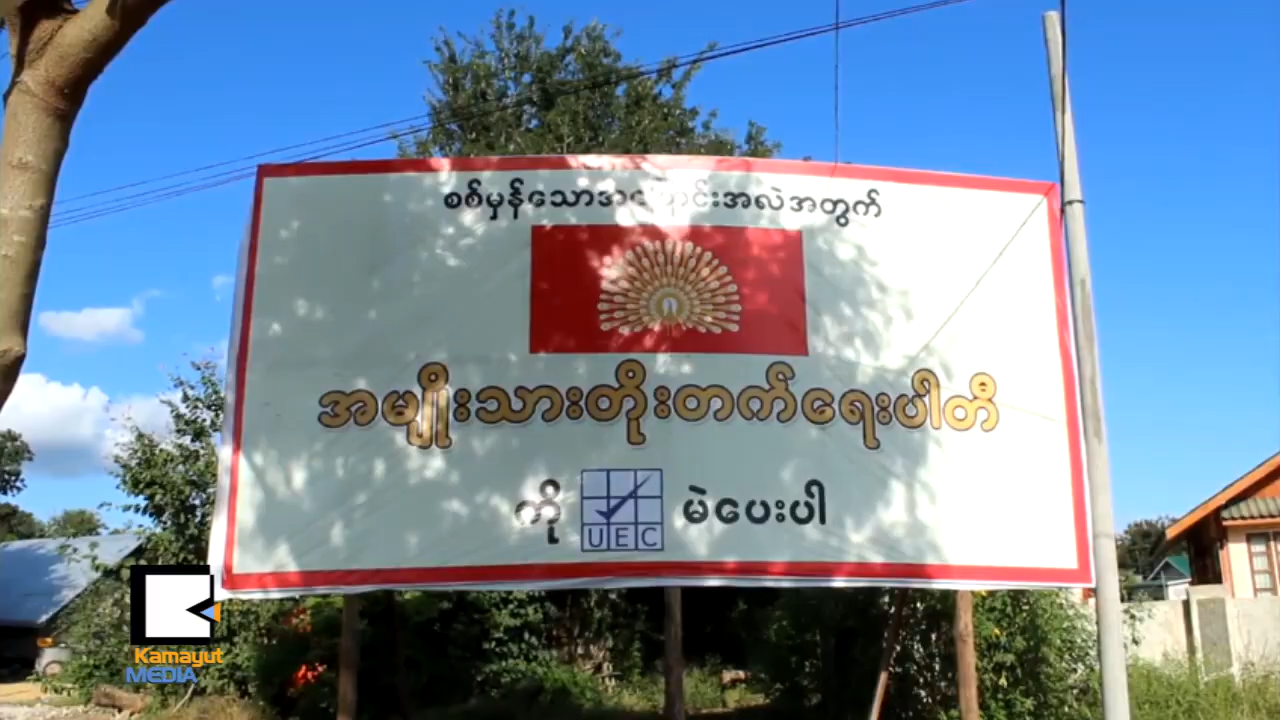 စစ်မှန်သောအပြောင်းအလဲအတွက်
အမျိုးသားတိုးတက်ရေးပါတီ
ကို UEC မဲပေးပါ
Kamayut
MEDIA